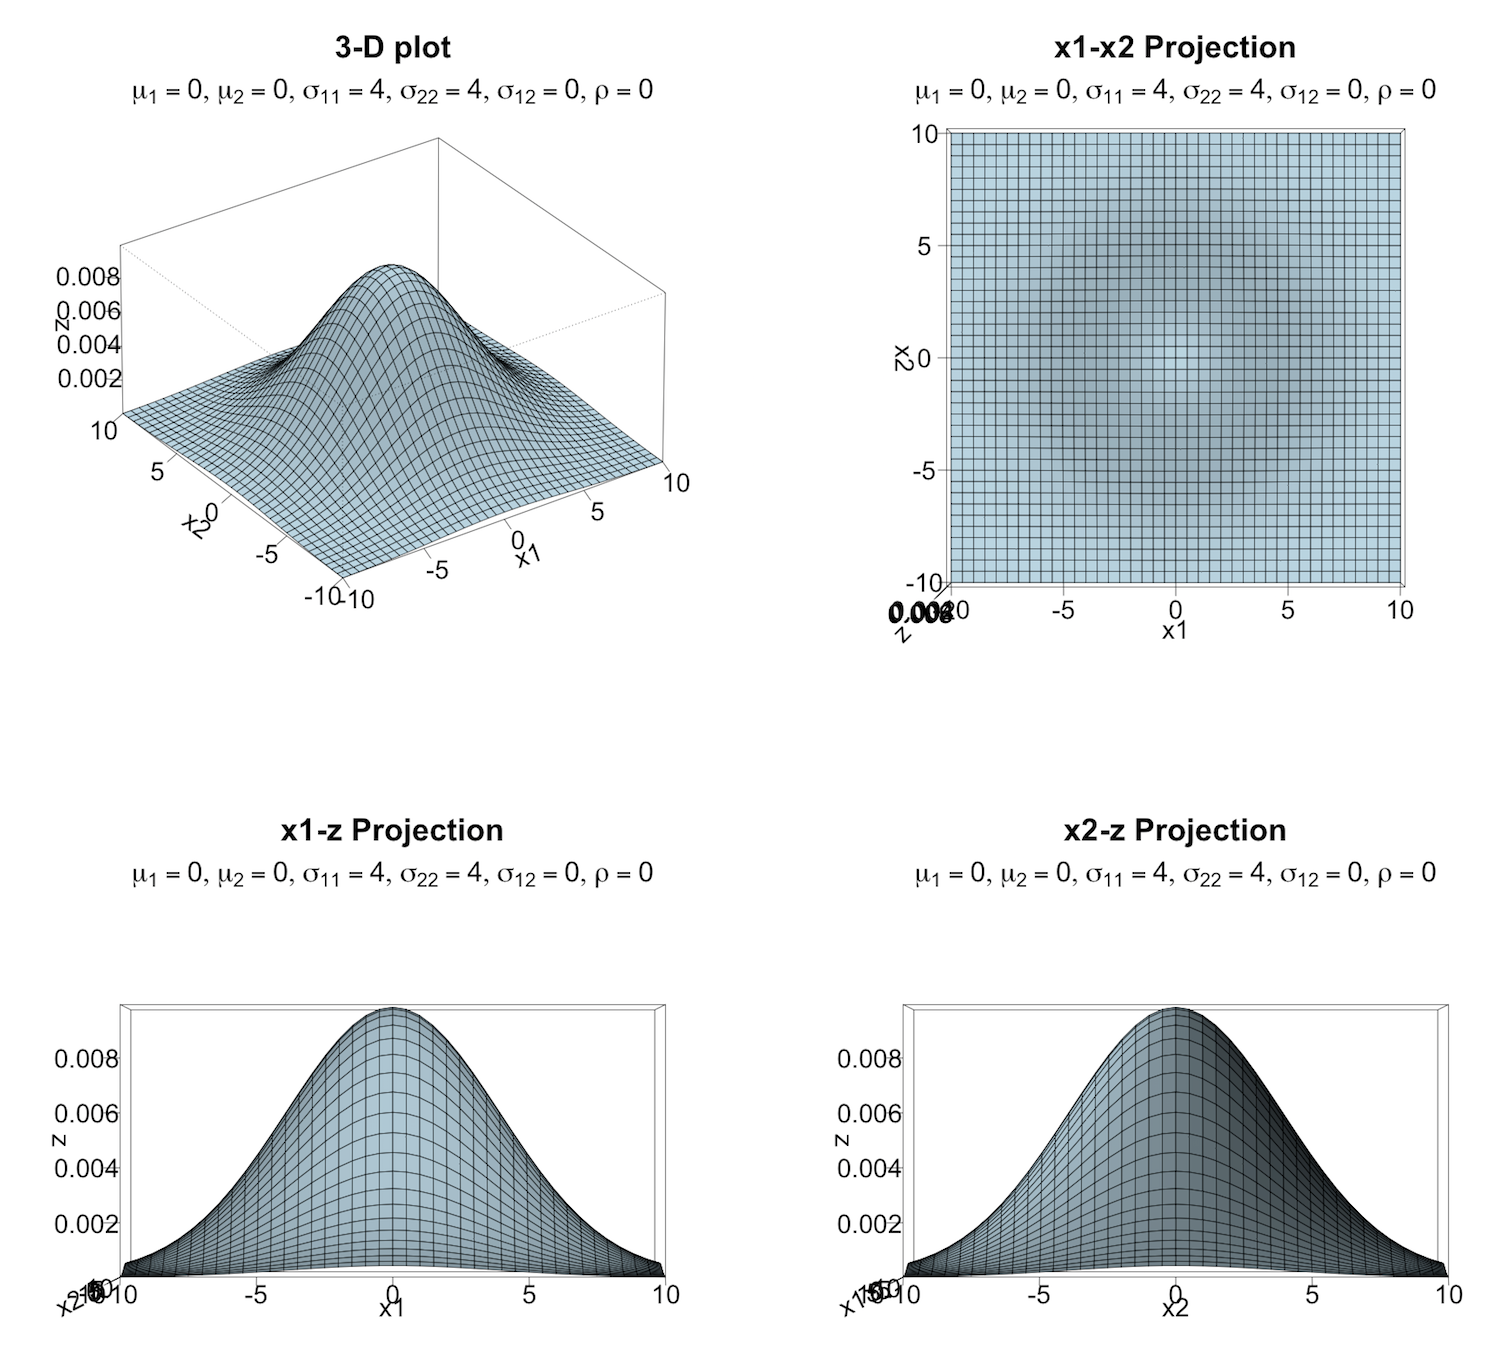 3-D plot
μ1 = 0, μ2 = 0, σ11 = 4, σ22 = 4, σ12 = 0, ρ = 0
0.008
0.006
z
0.004
0.002
10
5
0
x2
-5
-10
-10
-5
0
x1
5
10
x1-x2 Projection
μ1 = 0, μ2 = 0, σ11 = 4, σ22 = 4, σ12 = 0, ρ = 0
10
5
x2
0
-5
-10
z
-5
0
5
10
x1
x1-z Projection
μ1 = 0, μ2 = 0, σ11 = 4, σ22 = 4, σ12 = 0, ρ = 0
0.008
0.006
z
0.004
0.002
x2
-5
0
5
10
x1
x2-z Projection
μ1 = 0, μ2 = 0, σ11 = 4, σ22 = 4, σ12 = 0, ρ = 0
0.008
0.006
z
0.004
0.002
x1
-5
0
5
10
x2